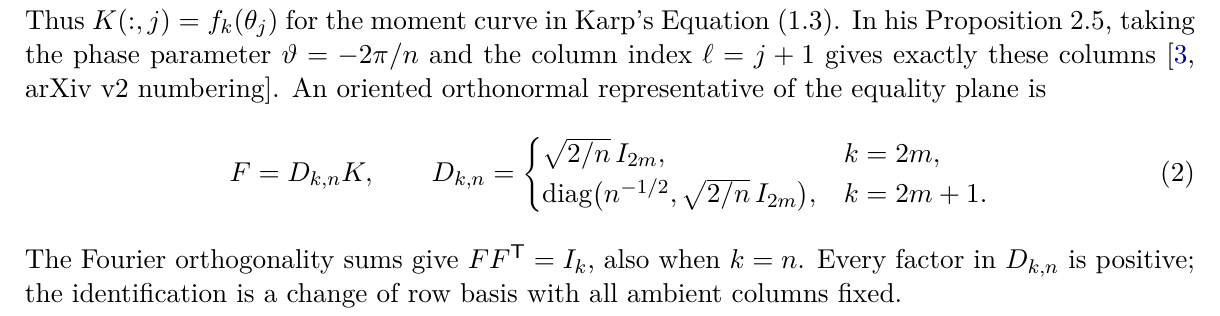 Thus K(:, j) = f_k(θ_j) for the moment curve in Karp’s Equation (1.3). In his Proposition 2.5, taking
the phase parameter ϑ = −2π/n and the column index ℓ = j + 1 gives exactly these columns [3,
arXiv v2 numbering]. An oriented orthonormal representative of the equality plane is
F = D_{k,n}K, D_{k,n} = { √(2/n) I_{2m}, k = 2m,
diag(n^{−1/2}, √(2/n) I_{2m}), k = 2m + 1. (2)
The Fourier orthogonality sums give FF^T = I_k, also when k = n. Every factor in D_{k,n} is positive;
the identification is a change of row basis with all ambient columns fixed.